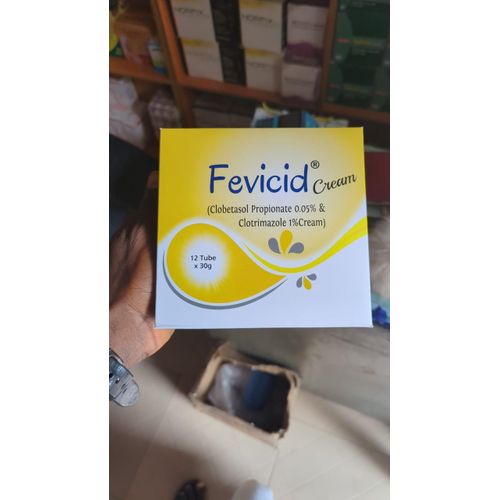 Fevicid® Cream
(Clobetasol Propionate 0.05% &
Clotrimazole 1%Cream)
12 Tube
x 30g